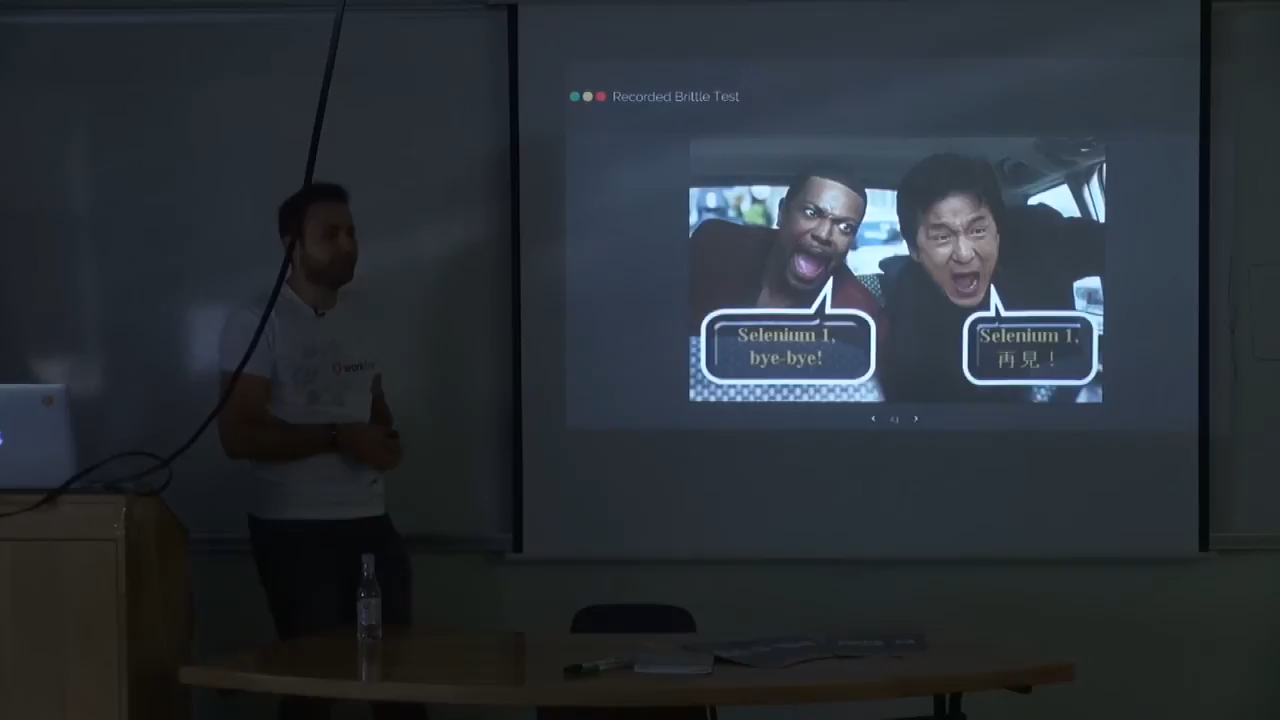 Recorded Brittle Test
Selenium 1,
bye-bye!
Selenium 1,
再見！